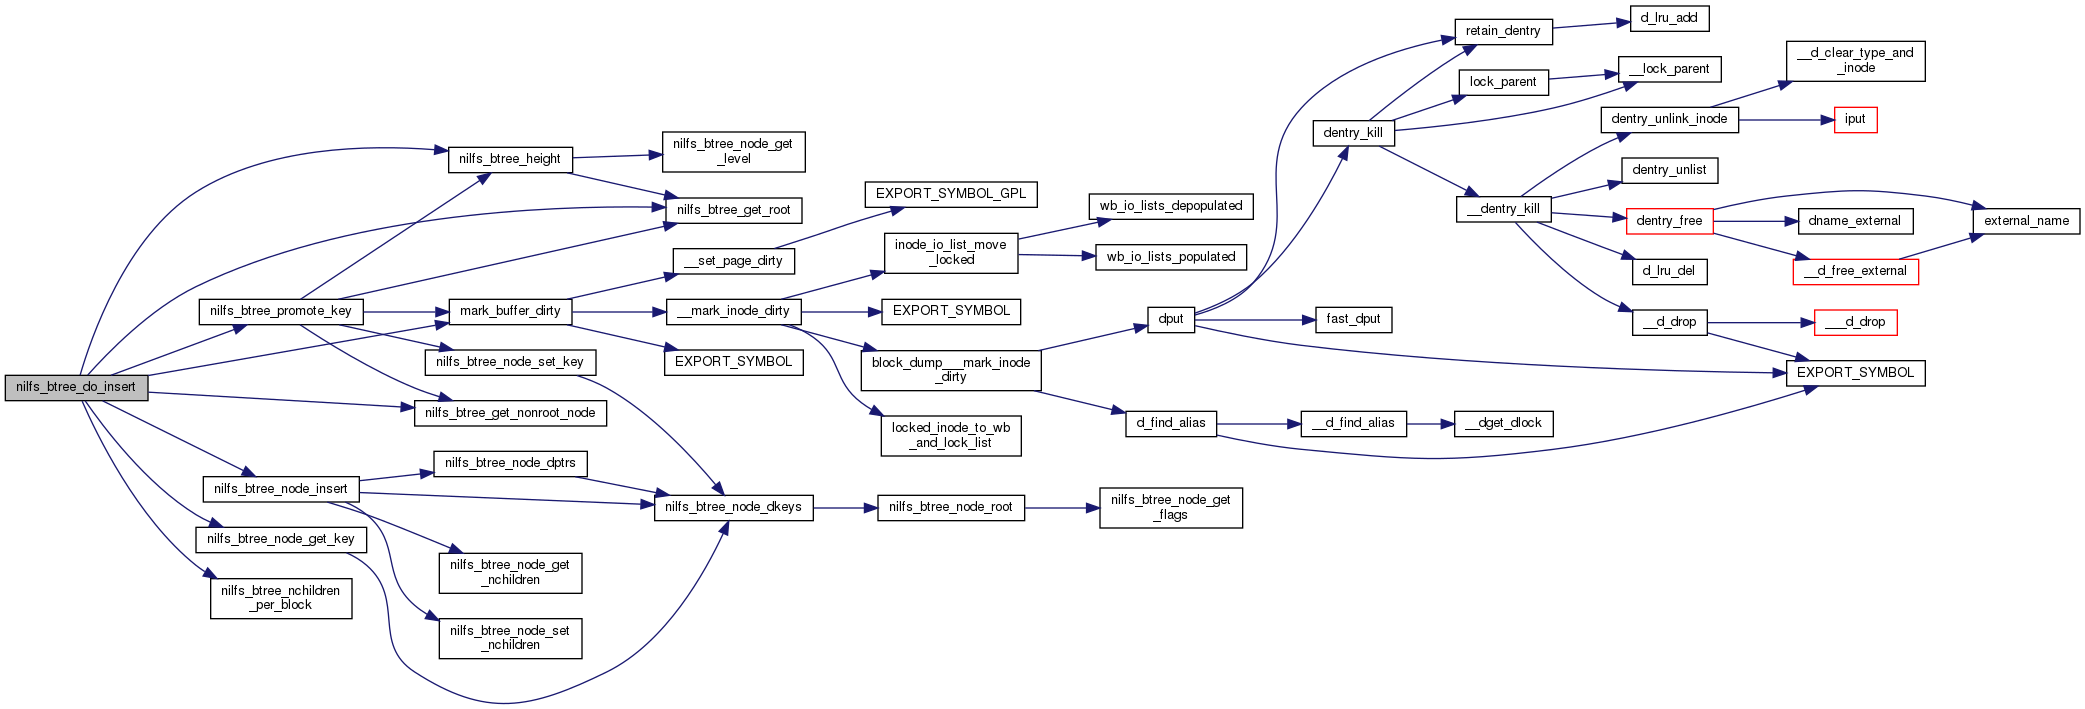 nilfs_btree_do_insert
nilfs_btree_promote_key
nilfs_btree_node_insert
nilfs_btree_node_get_key
nilfs_btree_nchildren
_per_block
nilfs_btree_height
mark_buffer_dirty
nilfs_btree_node_set_key
nilfs_btree_get_nonroot_node
nilfs_btree_node_dptrs
nilfs_btree_node_get
_nchildren
nilfs_btree_node_set
_nchildren
nilfs_btree_node_get
_level
nilfs_btree_get_root
__set_page_dirty
__mark_inode_dirty
EXPORT_SYMBOL
nilfs_btree_node_dkeys
EXPORT_SYMBOL_GPL
inode_io_list_move
_locked
EXPORT_SYMBOL
block_dump___mark_inode
_dirty
locked_inode_to_wb
_and_lock_list
nilfs_btree_node_root
wb_io_lists_depopulated
wb_io_lists_populated
dput
d_find_alias
nilfs_btree_node_get
_flags
dentry_kill
fast_dput
__d_find_alias
retain_dentry
lock_parent
__dentry_kill
__dget_dlock
d_lru_add
__lock_parent
dentry_unlink_inode
dentry_unlist
dentry_free
d_lru_del
__d_drop
__d_clear_type_and
_inode
iput
dname_external
__d_free_external
___d_drop
EXPORT_SYMBOL
external_name